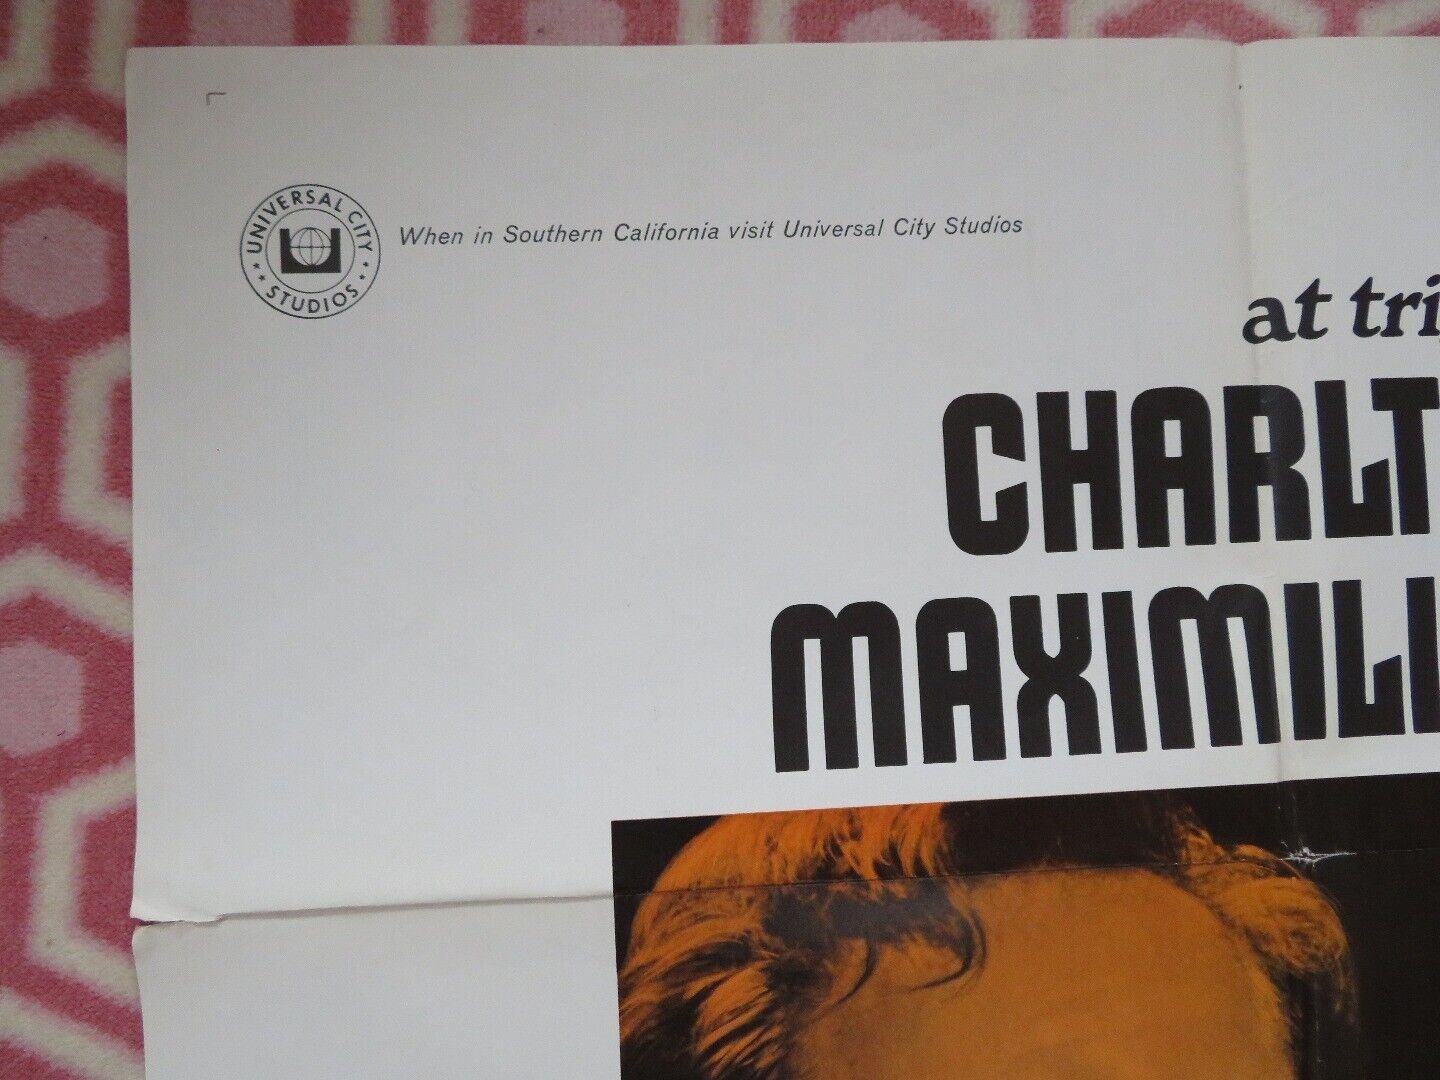 UNIVERSAL CITY STUDIOS
When in Southern California visit Universal City Studios
at tri
CHARLT
MAXIMILI